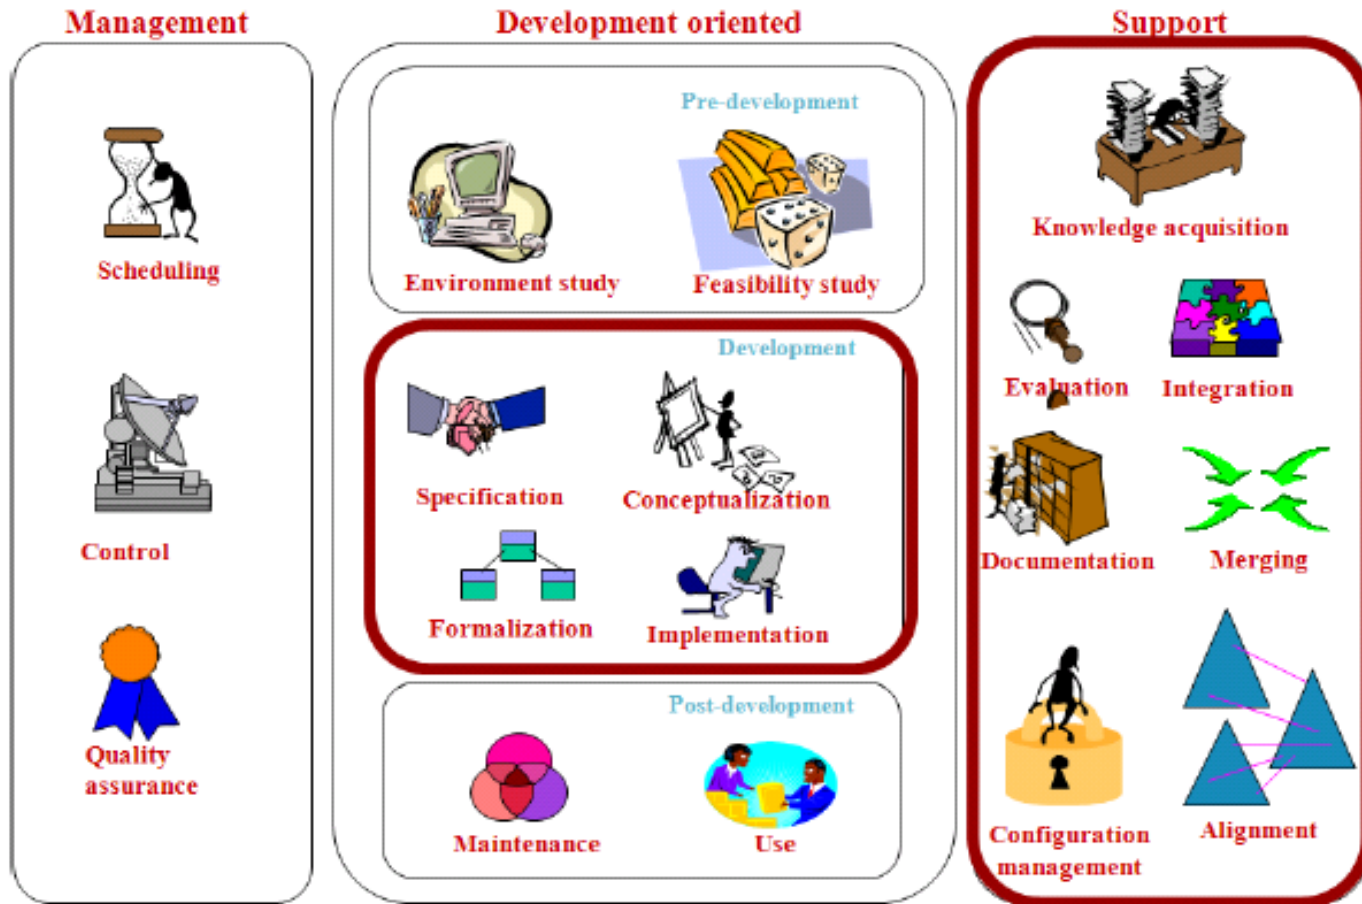 Management
Scheduling
Control
Quality
assurance
Development oriented
Pre-development
Environment study
Feasibility study
Development
Specification
Conceptualization
Formalization
Implementation
Post-development
Maintenance
Use
Support
Knowledge acquisition
Evaluation
Integration
Documentation
Merging
Configuration
management
Alignment